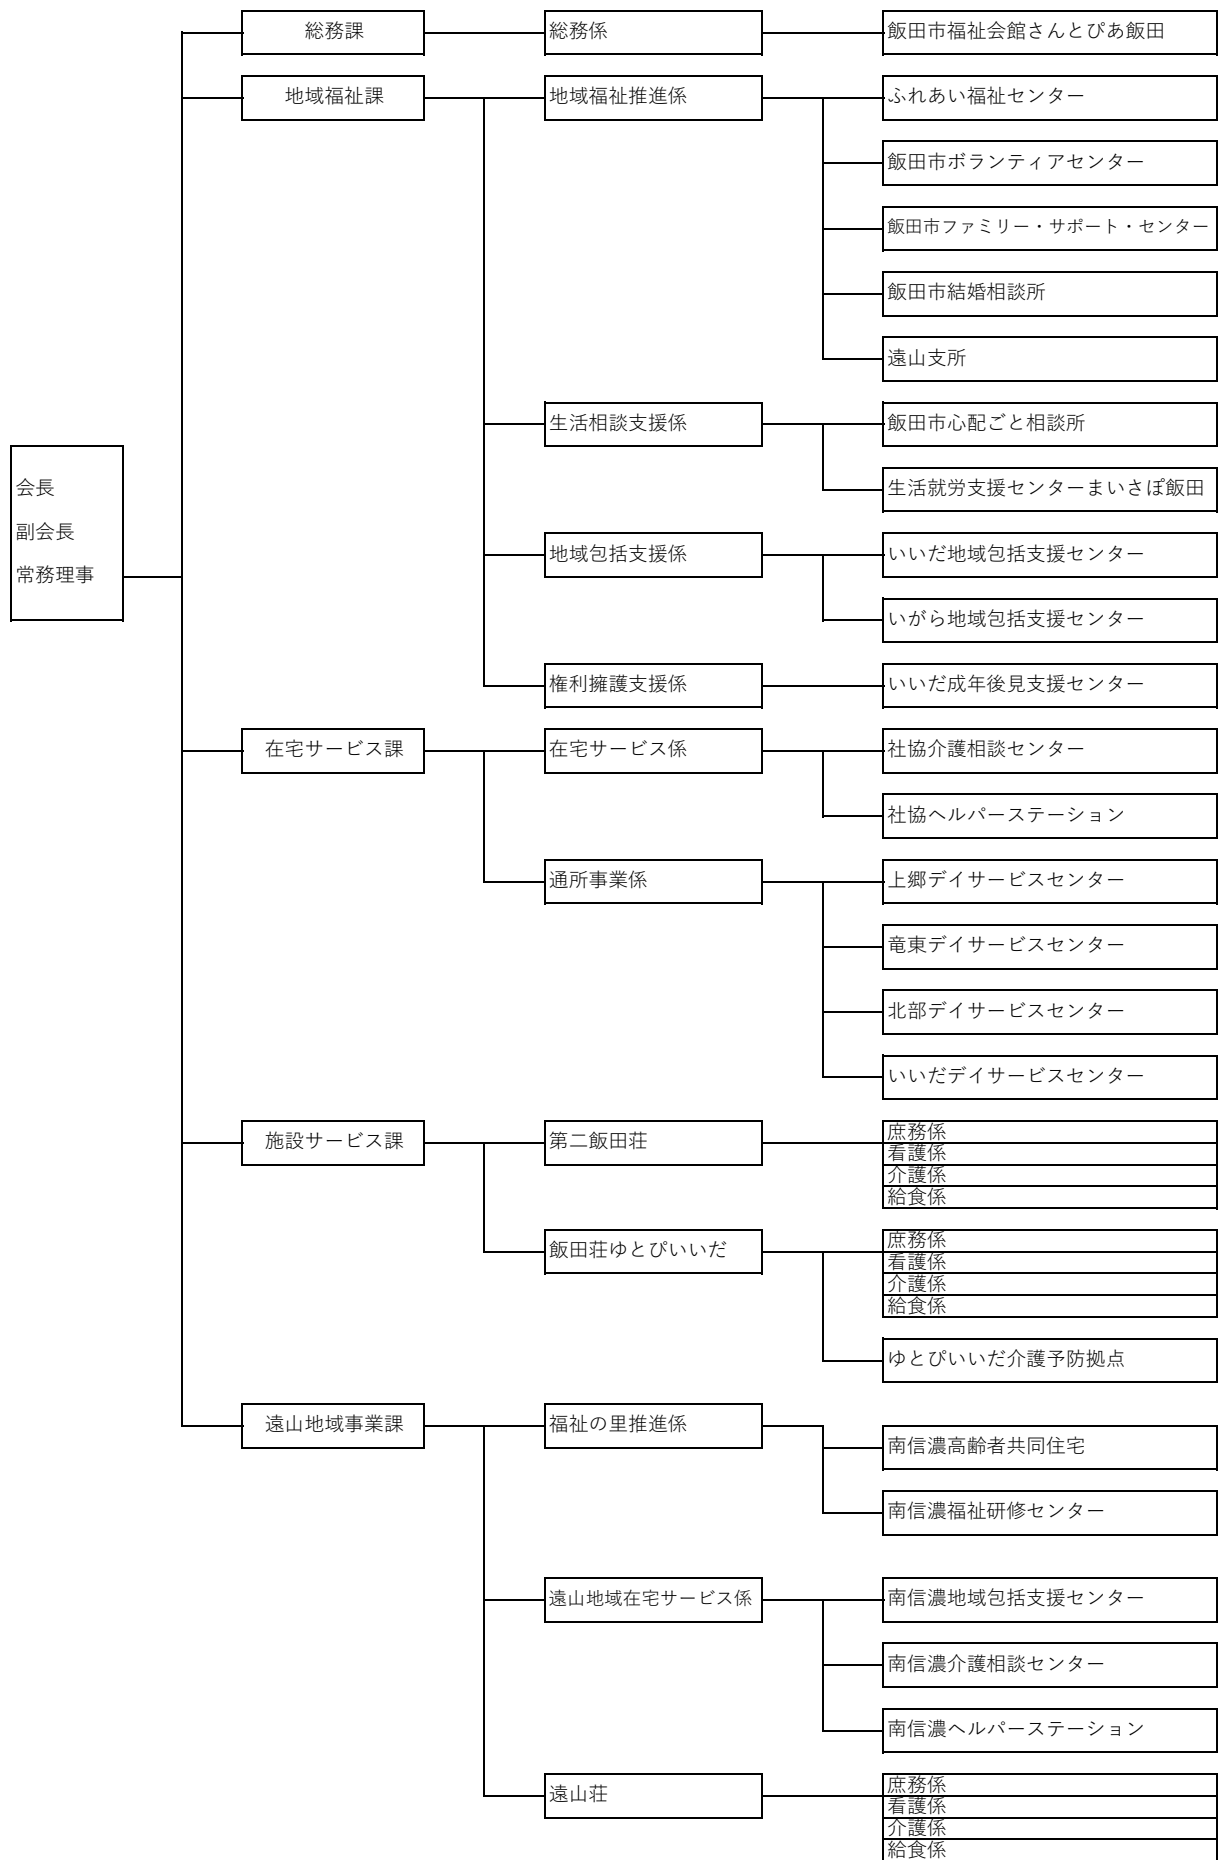 総務課
総務係
飯田市福祉会館さんとぴあ飯田
地域福祉課
地域福祉推進係
ふれあい福祉センター
飯田市ボランティアセンター
飯田市ファミリー・サポート・センター
飯田市結婚相談所
遠山支所
生活相談支援係
飯田市心配ごと相談所
会長
副会長
常務理事
生活就労支援センターまいさぽ飯田
地域包括支援係
いいだ地域包括支援センター
いがら地域包括支援センター
権利擁護支援係
いいだ成年後見支援センター
在宅サービス課
在宅サービス係
社協介護相談センター
社協ヘルパーステーション
通所事業係
上郷デイサービスセンター
竜東デイサービスセンター
北部デイサービスセンター
いいだデイサービスセンター
施設サービス課
第二飯田荘
庶務係
看護係
介護係
給食係
飯田荘ゆとぴいいだ
庶務係
看護係
介護係
給食係
ゆとぴいいだ介護予防拠点
遠山地域事業課
福祉の里推進係
南信濃高齢者共同住宅
南信濃福祉研修センター
遠山地域在宅サービス係
南信濃地域包括支援センター
南信濃介護相談センター
南信濃ヘルパーステーション
遠山荘
庶務係
看護係
介護係
給食係